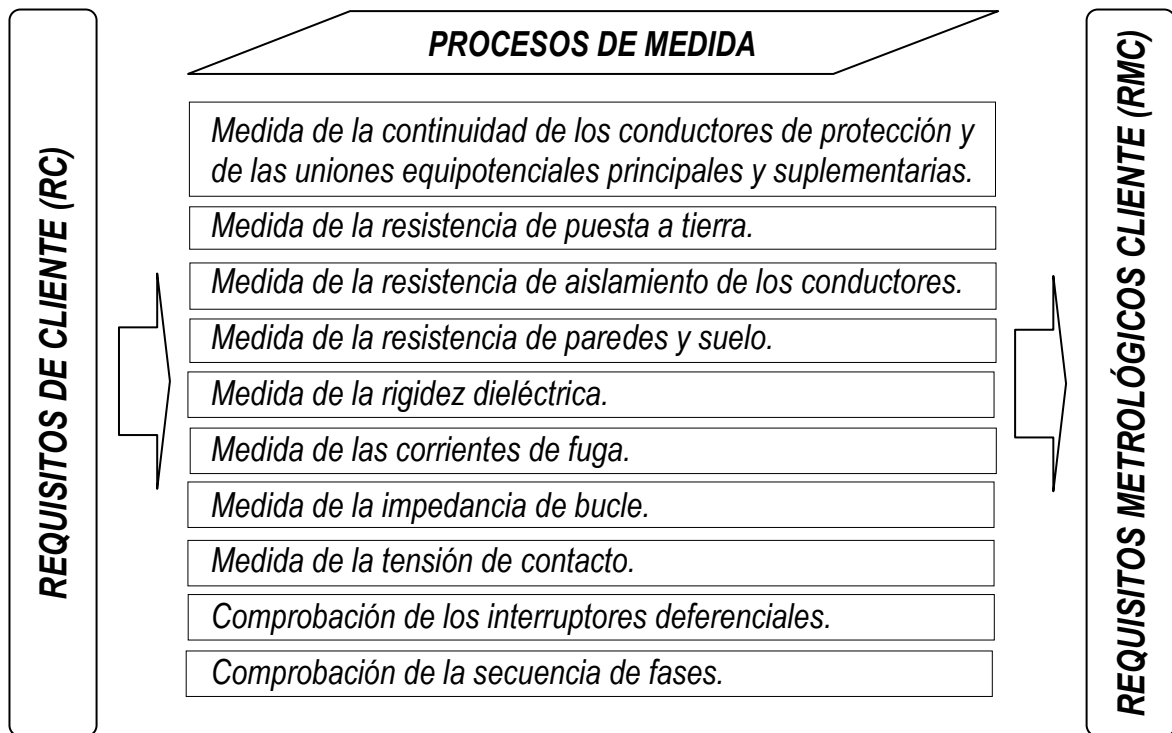 REQUISITOS DE CLIENTE (RC)
PROCESOS DE MEDIDA
Medida de la continuidad de los conductores de protección y
de las uniones equipotenciales principales y suplementarias.
Medida de la resistencia de puesta a tierra.
Medida de la resistencia de aislamiento de los conductores.
Medida de la resistencia de paredes y suelo.
Medida de la rigidez dieléctrica.
Medida de las corrientes de fuga.
Medida de la impedancia de bucle.
Medida de la tensión de contacto.
Comprobación de los interruptores deferenciales.
Comprobación de la secuencia de fases.
REQUISITOS METROLÓGICOS CLIENTE (RMC)